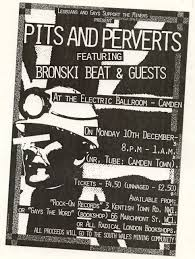 LESBIANS AND GAYS SUPPORT THE MINERS
PRESENT
PITS AND PERVERTS
FEATURING
BRONSKI BEAT & GUESTS
AT THE ELECTRIC BALLROOM - CAMDEN
ON MONDAY 10TH DECEMBER-
8 P.M - 1 A.M.
(NR. TUBE: CAMDEN TOWN)
TICKETS - £4.50 (UNWAGED - £2.50)
AVAILABLE FROM:
"ROCK-ON RECORDS" 3 KENTISH TOWN RD. NW1.
OR "GAYS THE WORD" (BOOKSHOP) 66 MARCHMONT ST. WC1
OR ALL RADICAL LONDON BOOKSHOPS.
ALL PROCEEDS WILL GO TO THE SOUTH WALES MINING COMMUNITY